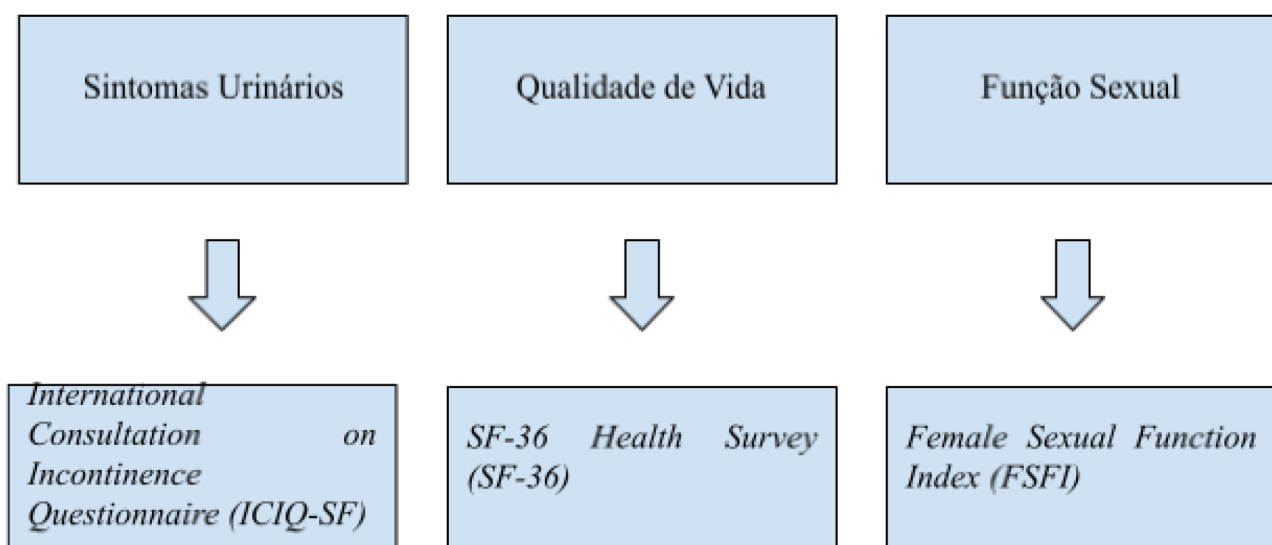 Sintomas Urinários
Qualidade de Vida
Função Sexual
International
Consultation on
Incontinence
Questionnaire (ICIQ-SF)
SF-36 Health Survey
(SF-36)
Female Sexual Function
Index (FSFI)